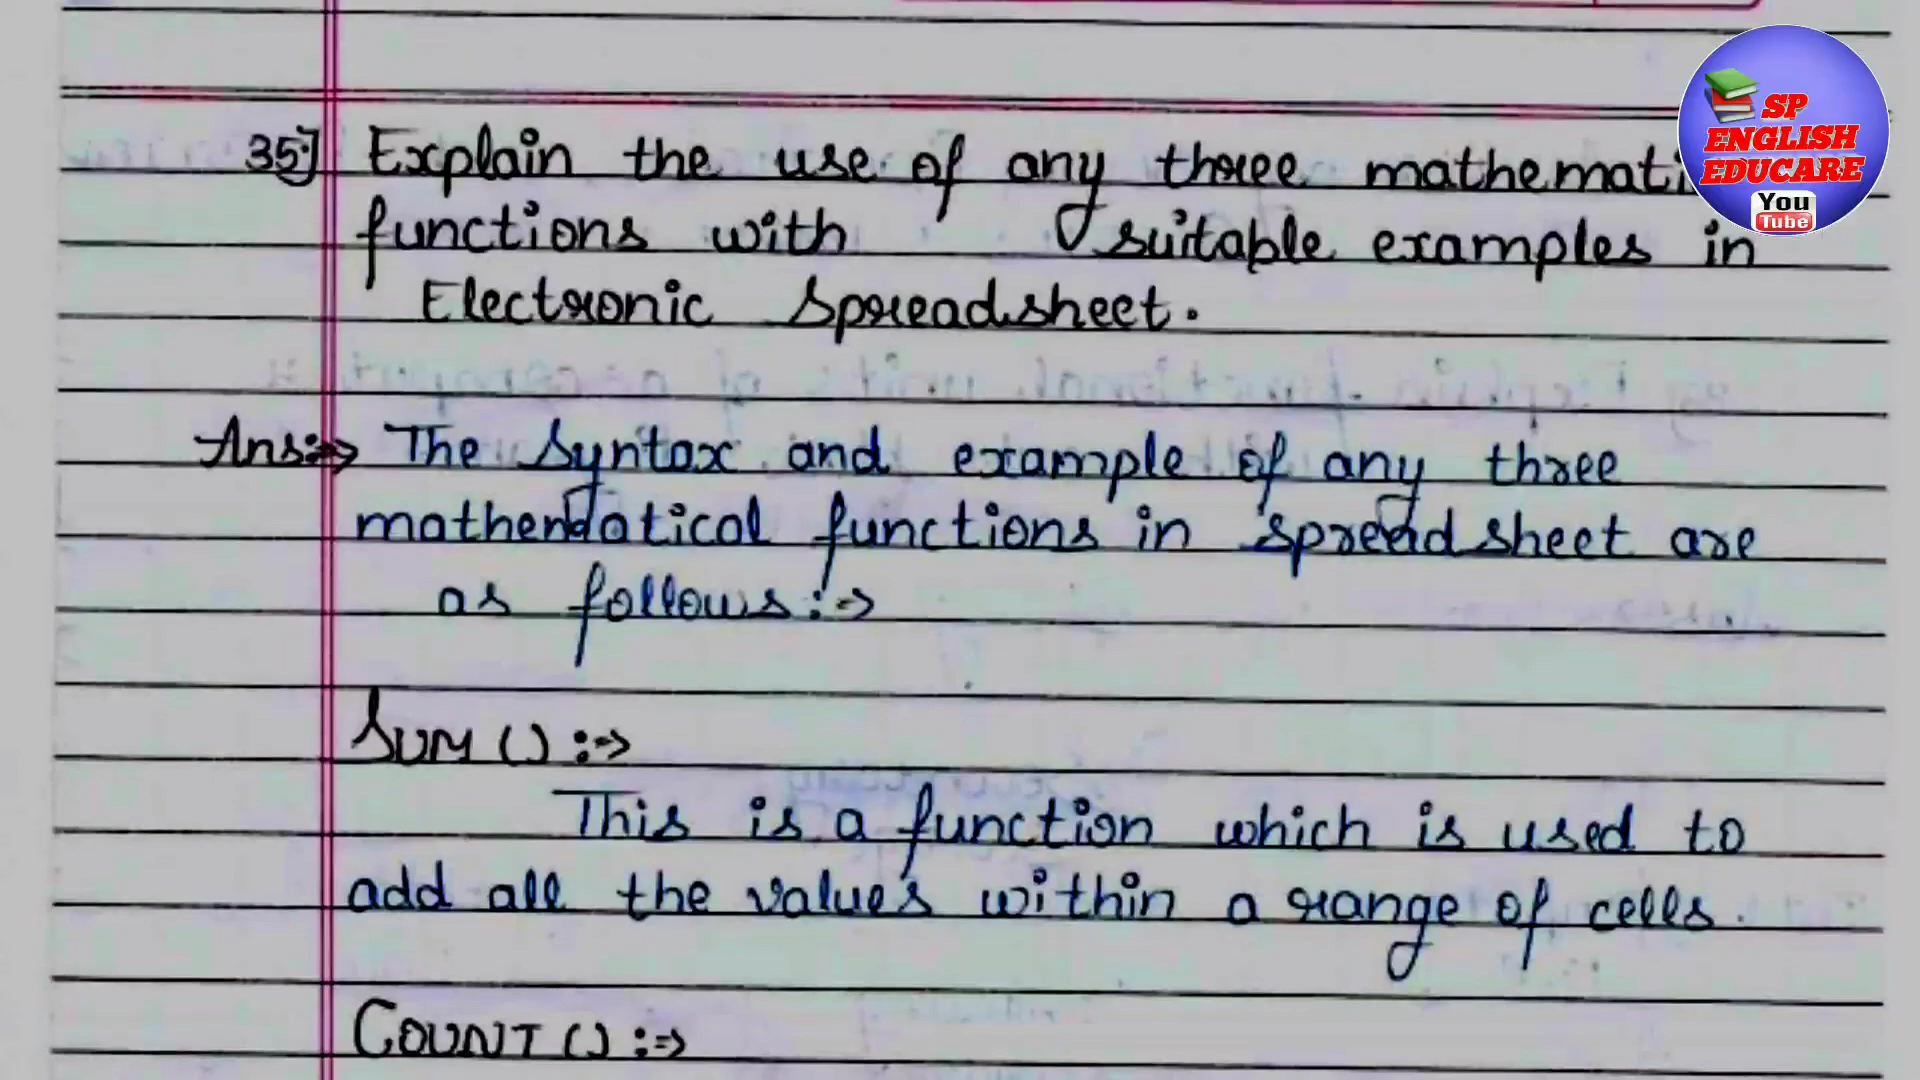 35.] Explain the use of any three mathemati
functions with suitable examples in
Electronic Spreadsheet.
Ans:→ The Syntax and example of any three
mathematical functions in spreadsheet are
as follows:→
SUM():→
This is a function which is used to
add all the values within a range of cells.
COUNT():→
SP
ENGLISH
EDUCARE
You
Tube